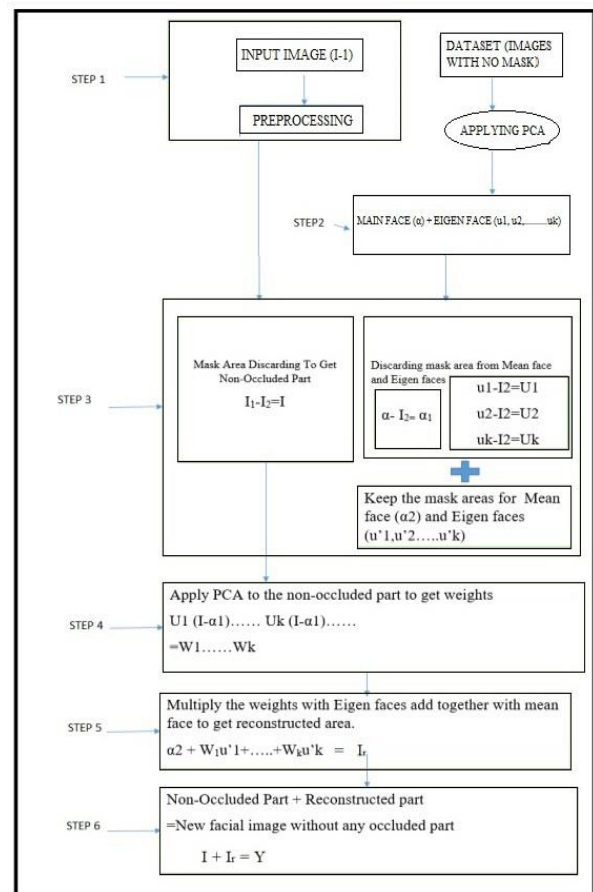 STEP 1
INPUT IMAGE (I-1)
PREPROCESSING
DATASET (IMAGES
WITH NO MASK)
APPLYING PCA
STEP2
MAIN FACE (α) + EIGEN FACE (u1, u2,........uk)
STEP 3
Mask Area Discarding To Get
Non-Occluded Part
I₁-I₂=I
Discarding mask area from Mean face
and Eigen faces
α- I₂= α₁
u1-I2=U1
u2-I2=U2
uk-I2=Uk
Keep the mask areas for Mean
face (α2) and Eigen faces
(u'1,u'2…..u'k)
STEP 4
Apply PCA to the non-occluded part to get weights
U1 (I-α1)…… Uk (I-α1)……
=W1……Wk
STEP 5
Multiply the weights with Eigen faces add together with mean
face to get reconstructed area.
α2 + W₁u'1+…..+Wₖu'k = Iᵣ
STEP 6
Non-Occluded Part + Reconstructed part
=New facial image without any occluded part
I + Iᵣ = Y